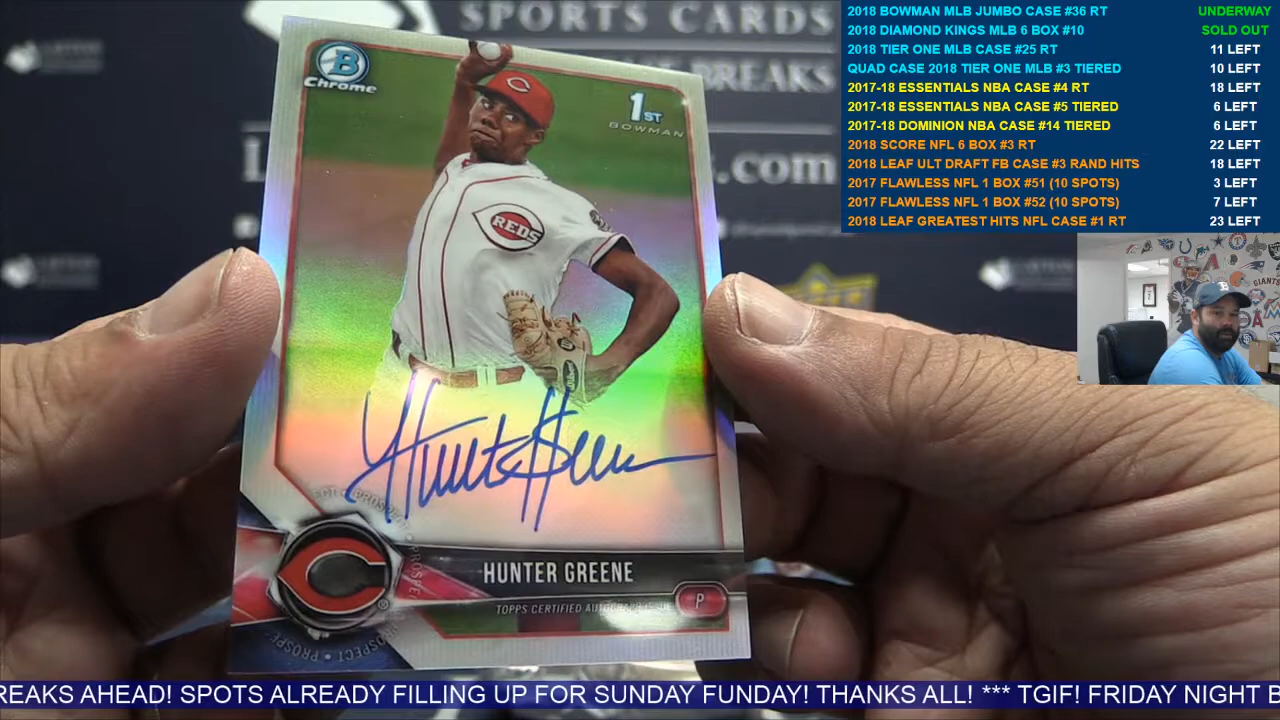 SPORTS CARDS
BREAKS
s.com
B
Chrome
1ST
BOWMAN
C
REDS
Hunter Greene
PROSPECT
HUNTER GREENE
TOPPS CERTIFIED AUTOGRAPH ISSUE
P
2018 BOWMAN MLB JUMBO CASE #36 RT UNDERWAY
2018 DIAMOND KINGS MLB 6 BOX #10 SOLD OUT
2018 TIER ONE MLB CASE #25 RT 11 LEFT
QUAD CASE 2018 TIER ONE MLB #3 TIERED 10 LEFT
2017-18 ESSENTIALS NBA CASE #4 RT 18 LEFT
2017-18 ESSENTIALS NBA CASE #5 TIERED 6 LEFT
2017-18 DOMINION NBA CASE #14 TIERED 6 LEFT
2018 SCORE NFL 6 BOX #3 RT 22 LEFT
2018 LEAF ULT DRAFT FB CASE #3 RAND HITS 18 LEFT
2017 FLAWLESS NFL 1 BOX #51 (10 SPOTS) 3 LEFT
2017 FLAWLESS NFL 1 BOX #52 (10 SPOTS) 7 LEFT
2018 LEAF GREATEST HITS NFL CASE #1 RT 23 LEFT
GIANTS
REAKS AHEAD! SPOTS ALREADY FILLING UP FOR SUNDAY FUNDAY! THANKS ALL! *** TGIF! FRIDAY NIGHT B